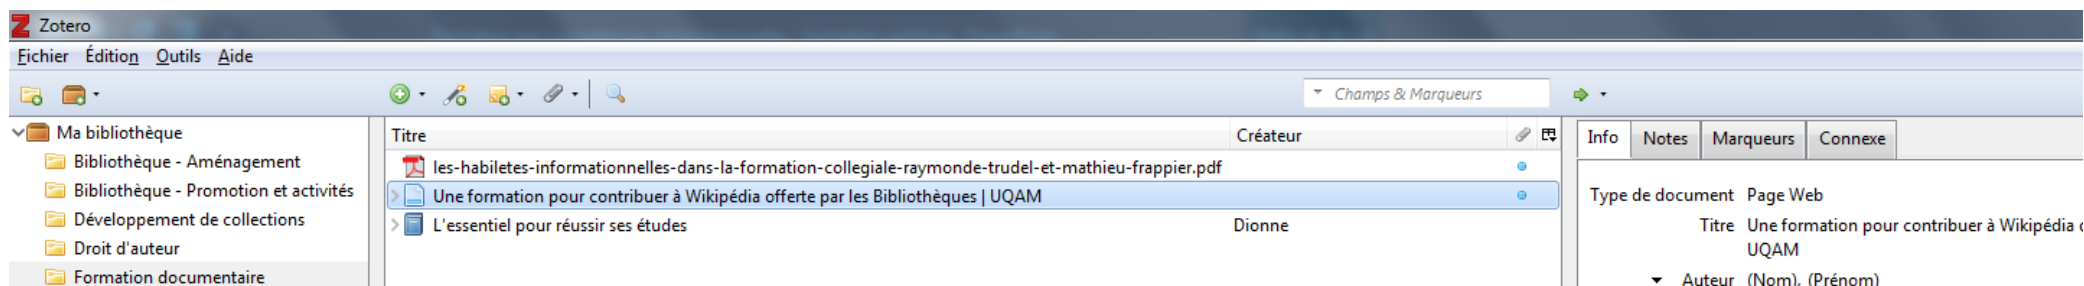 Zotero
Fichier Édition Outils Aide
Champs & Marqueurs
Ma bibliothèque
Bibliothèque - Aménagement
Bibliothèque - Promotion et activités
Développement de collections
Droit d'auteur
Formation documentaire
Titre Créateur
les-habiletes-informationnelles-dans-la-formation-collegiale-raymonde-trudel-et-mathieu-frappier.pdf
Une formation pour contribuer à Wikipédia offerte par les Bibliothèques | UQAM
L'essentiel pour réussir ses études Dionne
Info Notes Marqueurs Connexe
Type de document Page Web
Titre Une formation pour contribuer à Wikipédia
UQAM
Auteur (Nom), (Prénom)